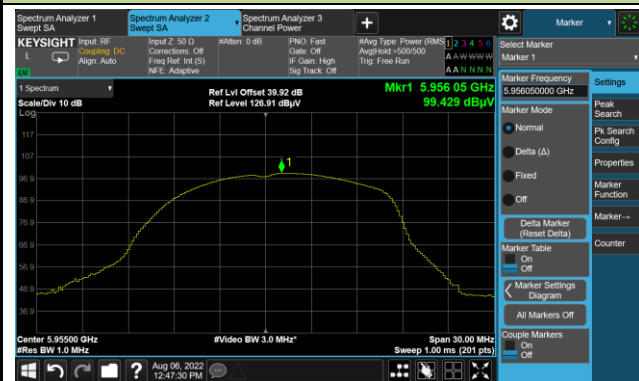 Spectrum Analyzer 1
Swept SA
Spectrum Analyzer 2
Swept SA
Spectrum Analyzer 3
Channel Power
+
Marker
KEYSIGHT
L
LW
Input: RF
Coupling: DC
Align: Auto
Input Z: 50 Ω
Corrections: Off
Freq Ref: Int (S)
NFE: Adaptive
#Atten: 0 dB
PNO: Fast
Gate: Off
IF Gain: High
Sig Track: Off
#Avg Type: Power (RMS
Avg|Hold:>500/500
Trig: Free Run
1 2 3 4 5 6
A A W W W W
A A N N N N
Select Marker
Marker 1
1 Spectrum
Scale/Div 10 dB
Log
Ref Lvl Offset 39.92 dB
Ref Level 126.91 dBµV
Mkr1 5.956 05 GHz
99.429 dBµV
117
107
96.9
86.9
76.9
66.9
56.9
46.9
36.9
1
Center 5.95500 GHz
#Res BW 1.0 MHz
#Video BW 3.0 MHz*
Span 30.00 MHz
Sweep 1.00 ms (201 pts)
Marker Frequency
5.956050000 GHz
Marker Mode
Normal
Delta (Δ)
Fixed
Off
Delta Marker
(Reset Delta)
Marker Table
On
Off
Marker Settings
Diagram
All Markers Off
Couple Markers
On
Off
Settings
Peak
Search
Pk Search
Config
Properties
Marker
Function
Marker→
Counter
?
Aug 06, 2022
12:47:30 PM